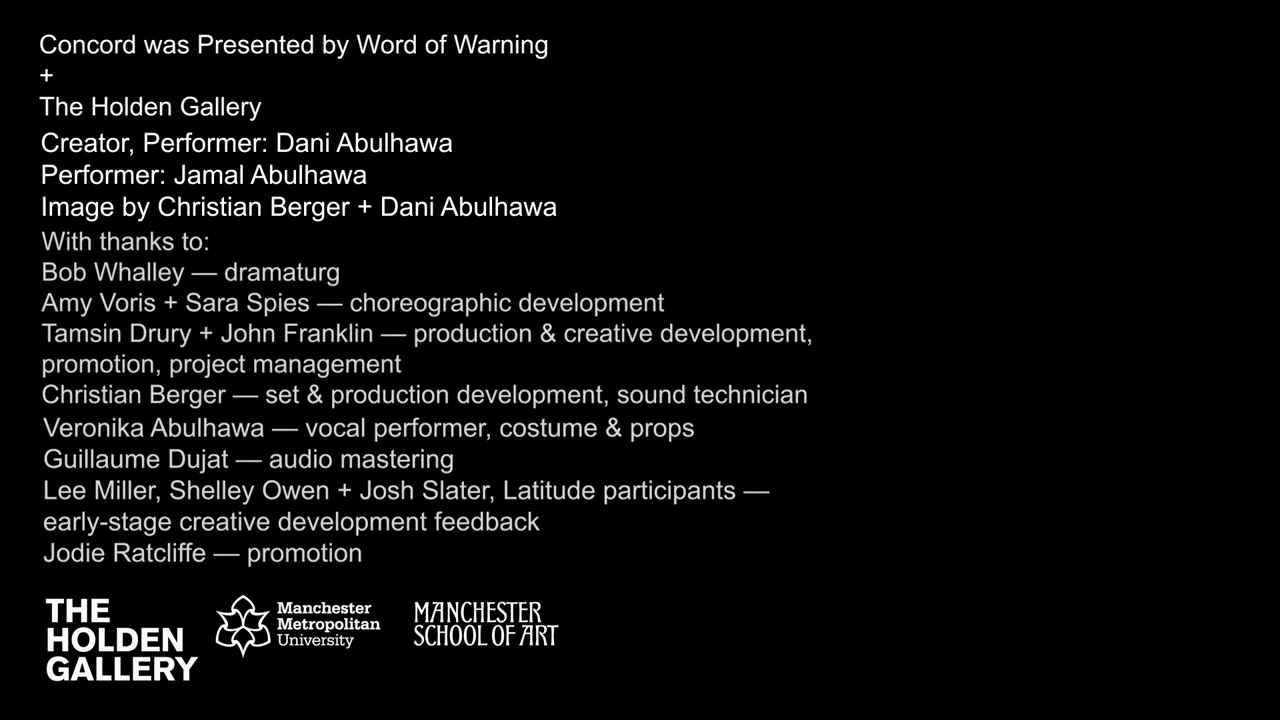 Concord was Presented by Word of Warning
+
The Holden Gallery
Creator, Performer: Dani Abulhawa
Performer: Jamal Abulhawa
Image by Christian Berger + Dani Abulhawa
With thanks to:
Bob Whalley — dramaturg
Amy Voris + Sara Spies — choreographic development
Tamsin Drury + John Franklin — production & creative development,
promotion, project management
Christian Berger — set & production development, sound technician
Veronika Abulhawa — vocal performer, costume & props
Guillaume Dujat — audio mastering
Lee Miller, Shelley Owen + Josh Slater, Latitude participants —
early-stage creative development feedback
Jodie Ratcliffe — promotion
THE
HOLDEN
GALLERY
Manchester
Metropolitan
University
MANCHESTER
SCHOOL OF ART